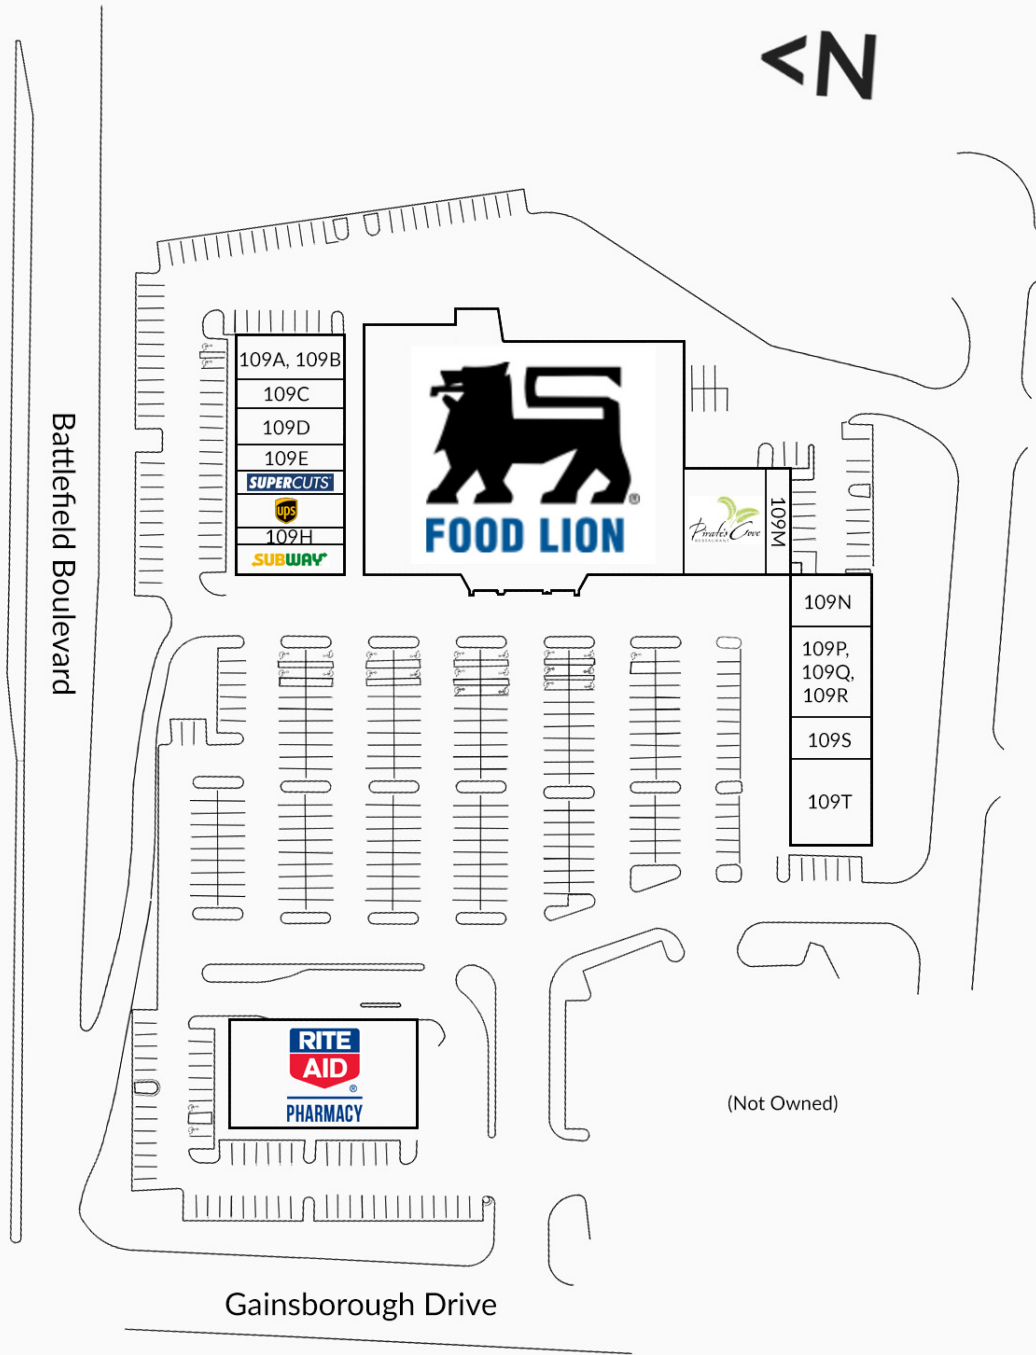 <N
109A, 109B
109C
109D
109E
SUPERCUTS
ups
109H
SUBWAY
FOOD LION
®
Pirate's Cove
RESTAURANT
109M
109N
109P,
109Q,
109R
109S
109T
Battlefield Boulevard
RITE
AID
®
PHARMACY
(Not Owned)
Gainsborough Drive